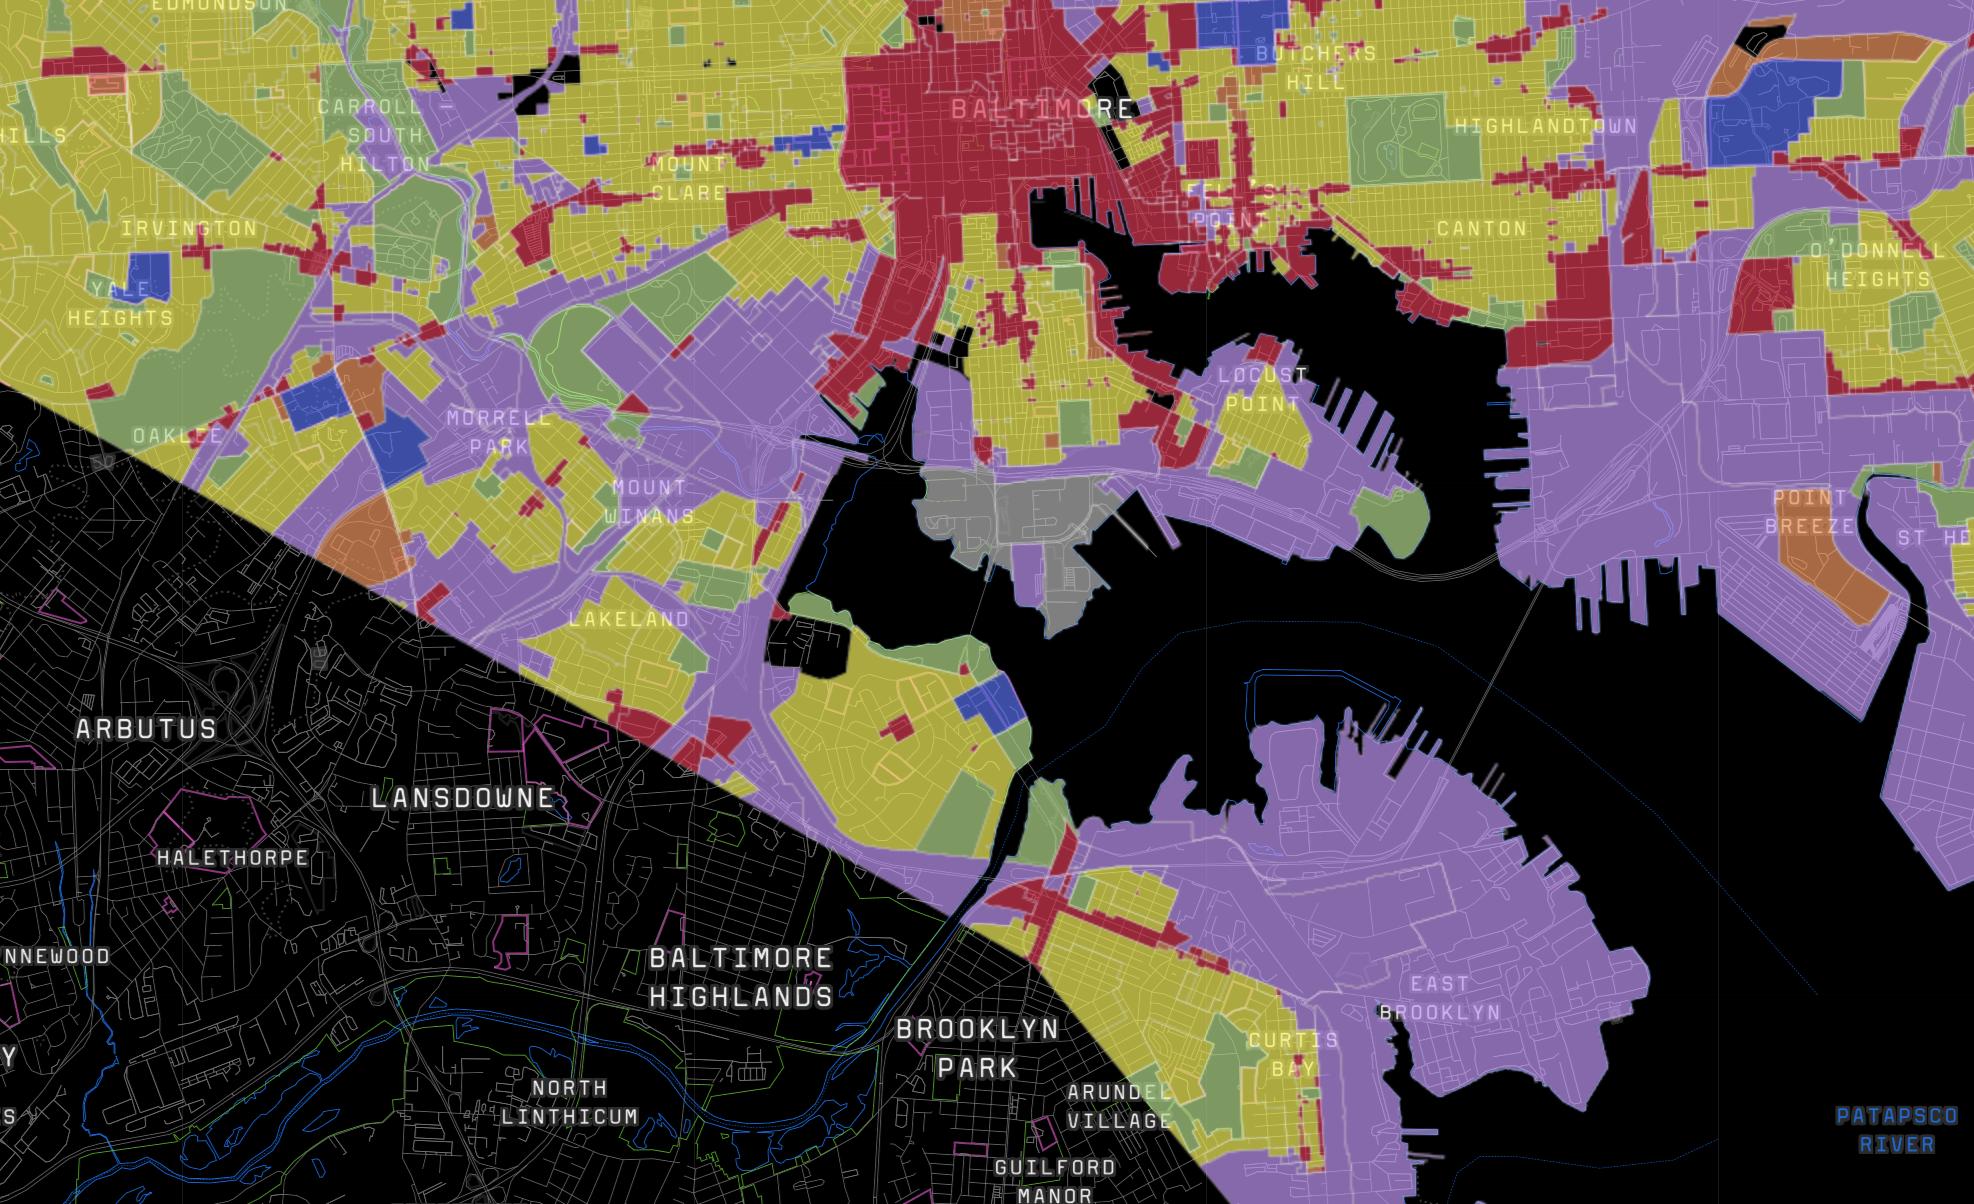 EDMONDSON
BUTCHERS
HILL
CARROLL -
SOUTH
HILTON
BALTIMORE
HIGHLANDTOWN
HILLS
MOUNT
CLARE
FELL'S
POINT
IRVINGTON
CANTON
O'DONNELL
HEIGHTS
YALE
HEIGHTS
LOCUST
POINT
OAKLEE
MORRELL
PARK
MOUNT
WINANS
POINT
BREEZE
ST HE
LAKELAND
ARBUTUS
LANSDOWNE
HALETHORPE
NNEWOOD
BALTIMORE
HIGHLANDS
EAST
BROOKLYN
BROOKLYN
PARK
CURTIS
BAY
Y
NORTH
LINTHICUM
ARUNDEL
VILLAGE
S
PATAPSCO
RIVER
GUILFORD
MANOR